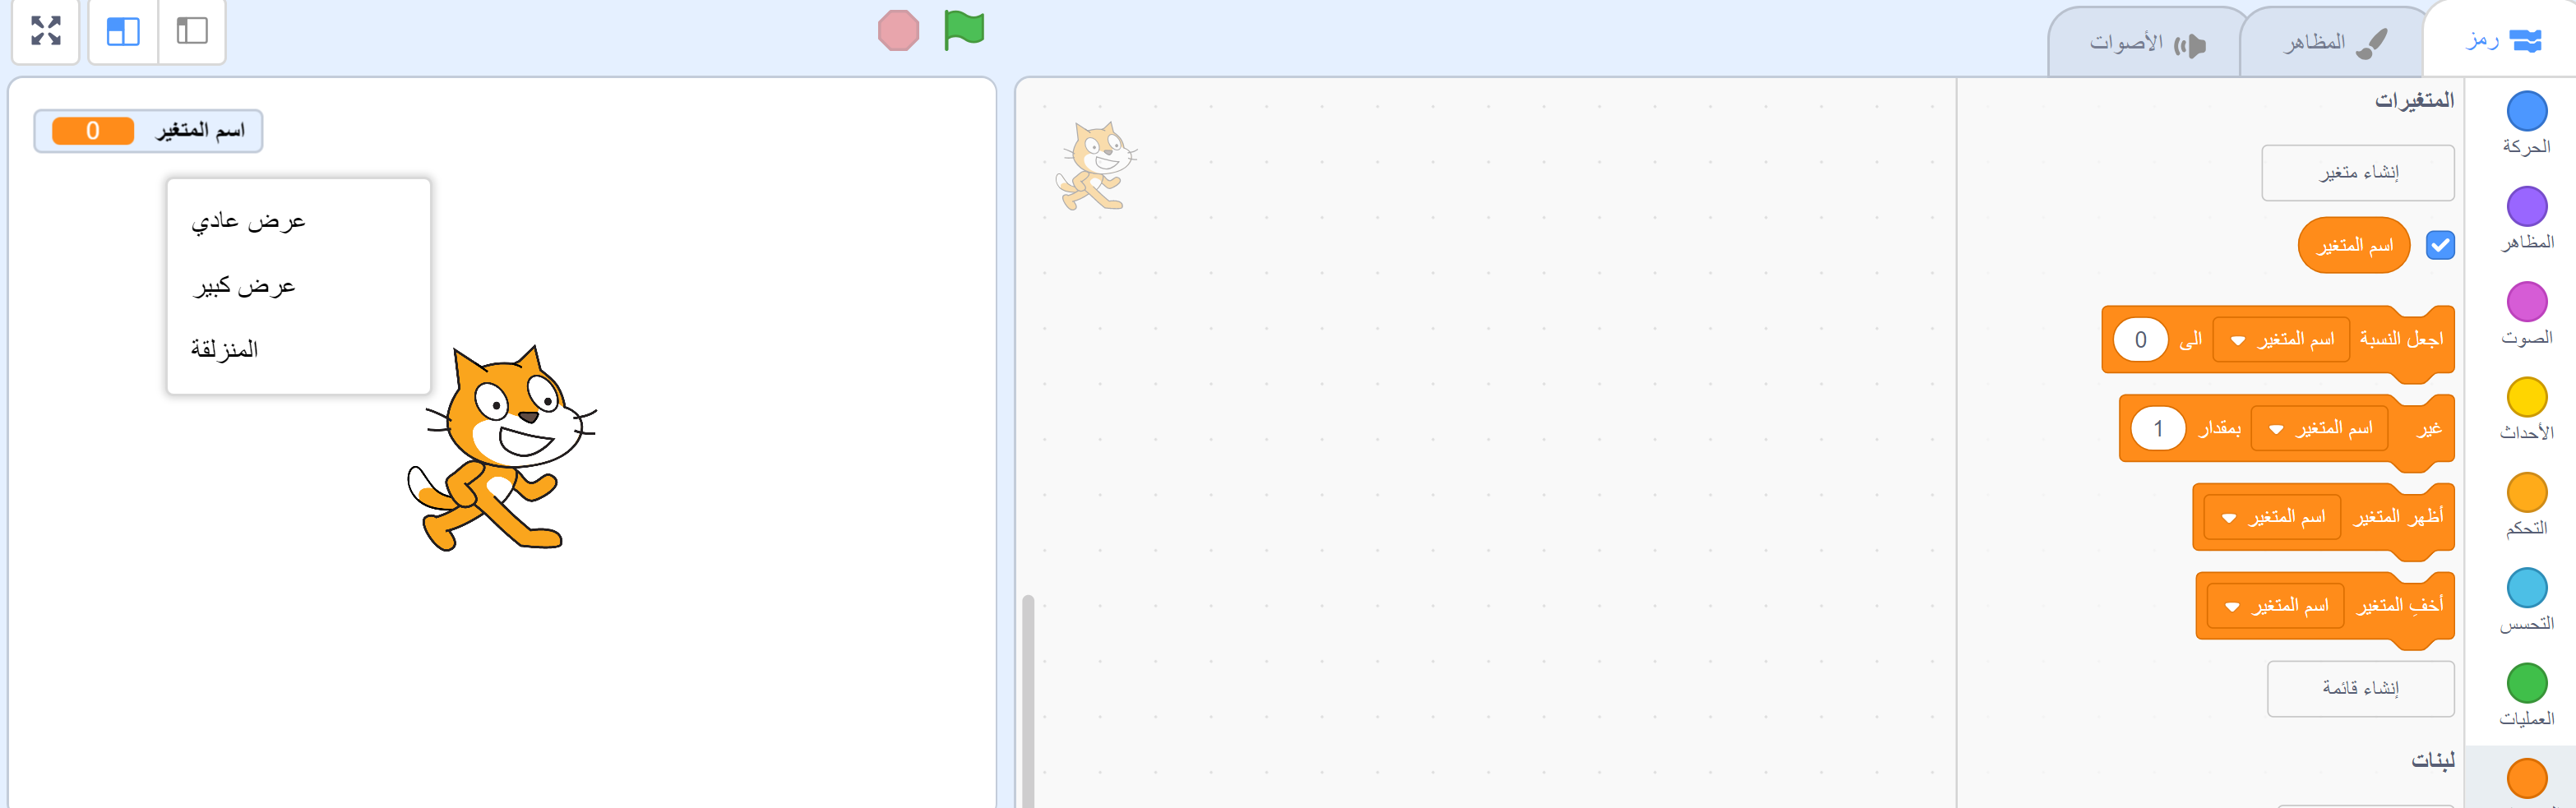 رمز
المظاهر
الأصوات
الحركة
المظاهر
الصوت
الأحداث
التحكم
التحسس
العمليات
المتغيرات
إنشاء متغير
اسم المتغير
اجعل النسبة اسم المتغير الى 0
غير اسم المتغير بمقدار 1
أظهر المتغير اسم المتغير
أخفِ المتغير اسم المتغير
إنشاء قائمة
لبنات
اسم المتغير 0
عرض عادي
عرض كبير
المنزلقة